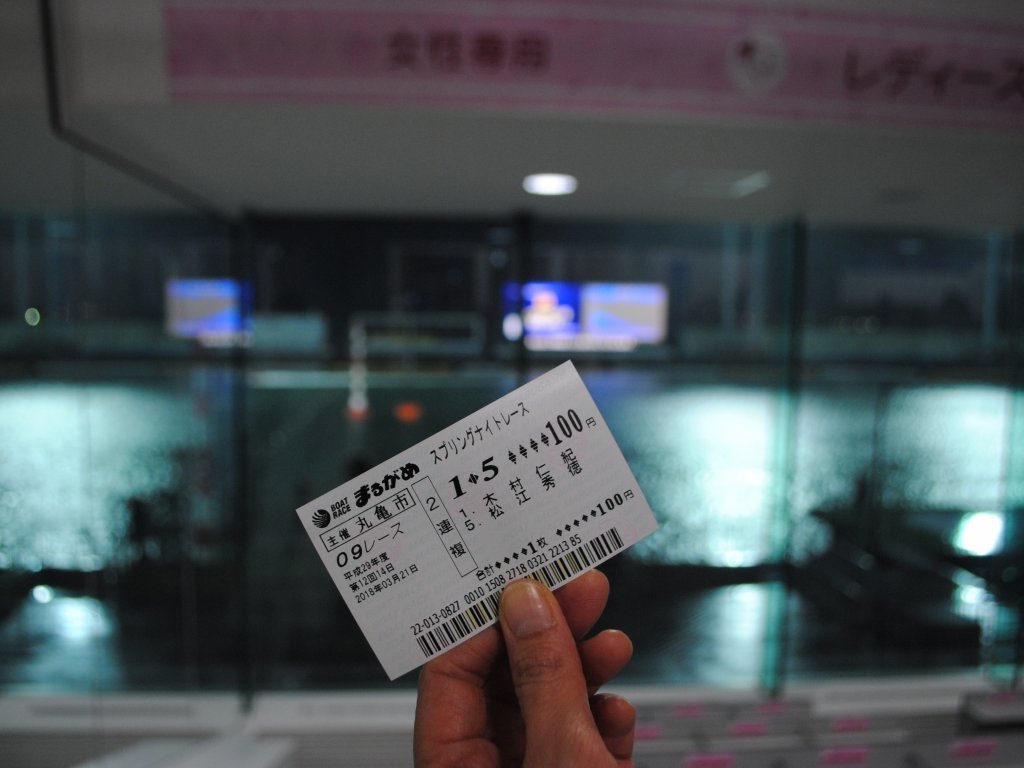 女性専用
レディース
BOAT RACE まるがめ スプリングナイトレース
主催 丸亀市
09レース
平成29年度
第12回14日
2018年03月21日
2連複
1-5 100円
1. 木村仁紀
5. 松江秀徳
合計 1枚 100円
22-013-0827 0010 1508 2718 0321 2213 85